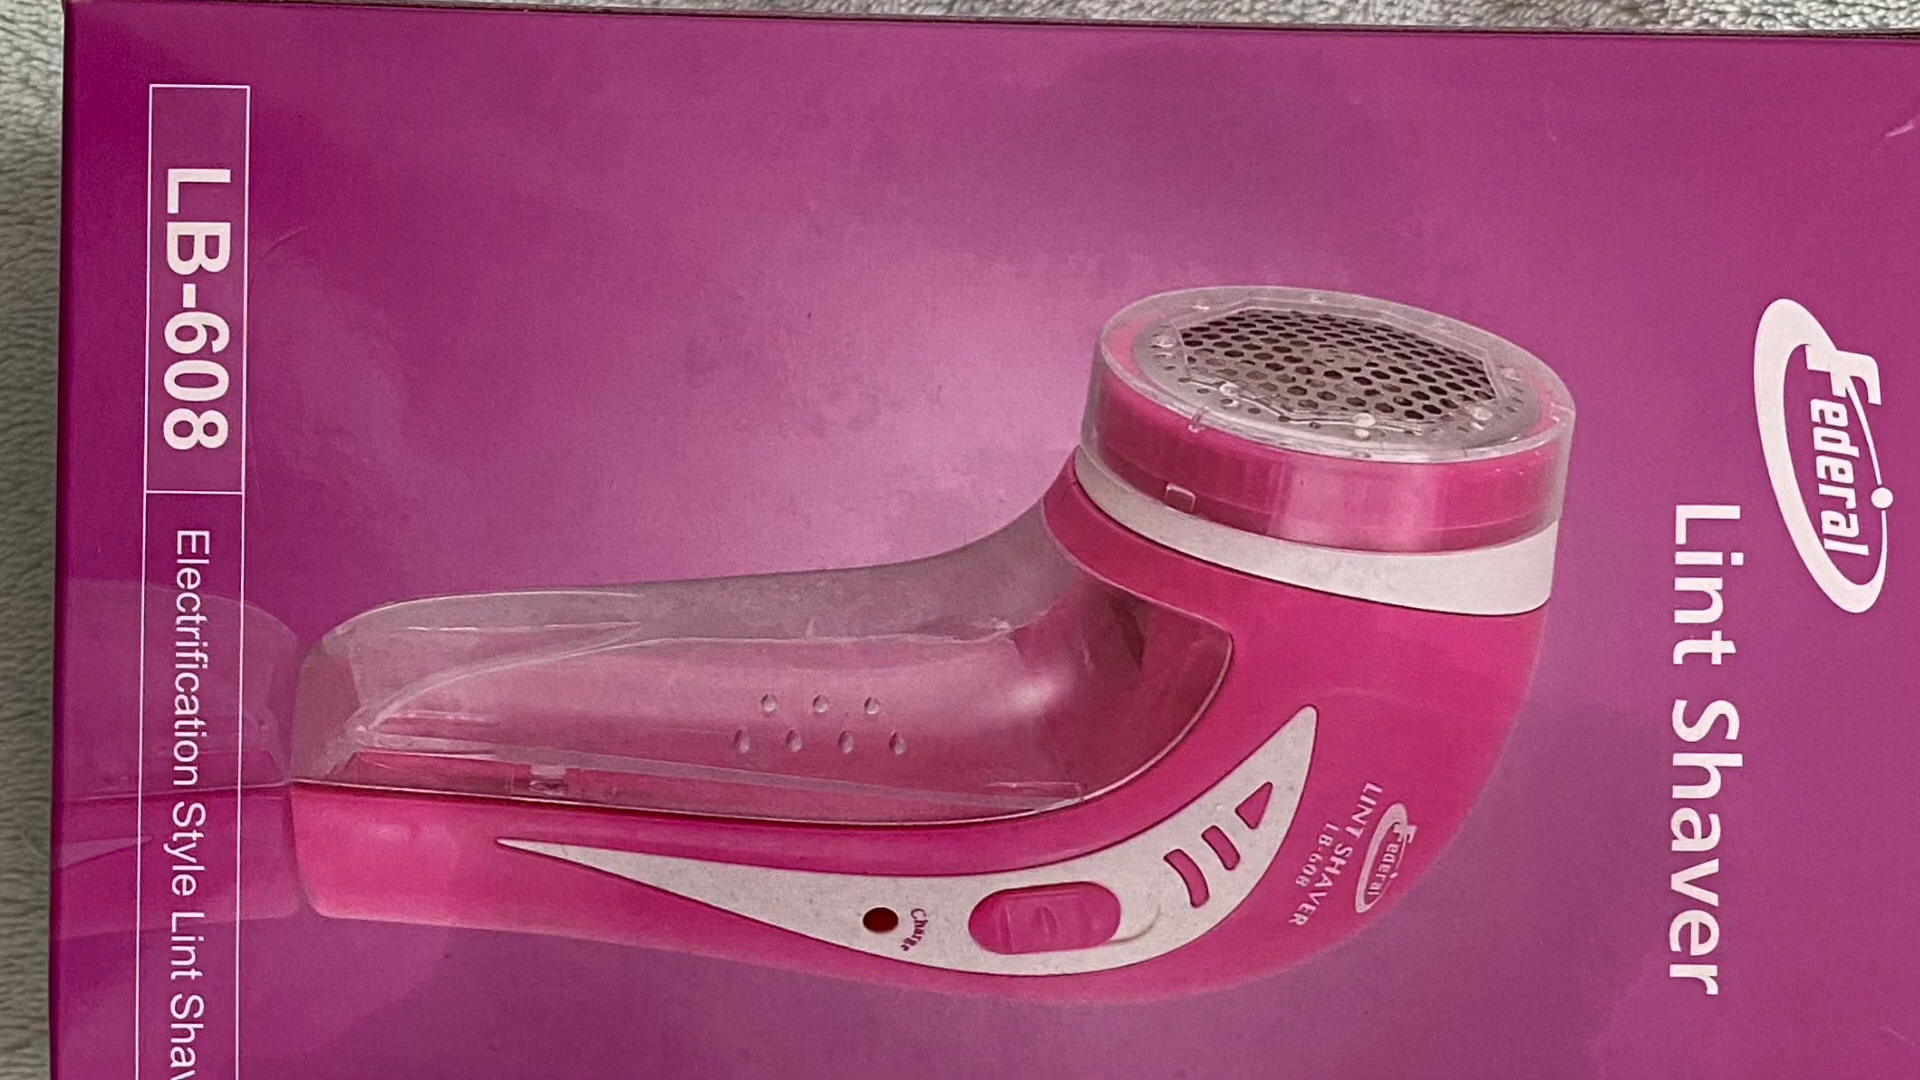 Federal
Lint Shaver
Federal
LINT SHAVER
LB-608
Charge
LB-608
Electrification Style Lint Shav